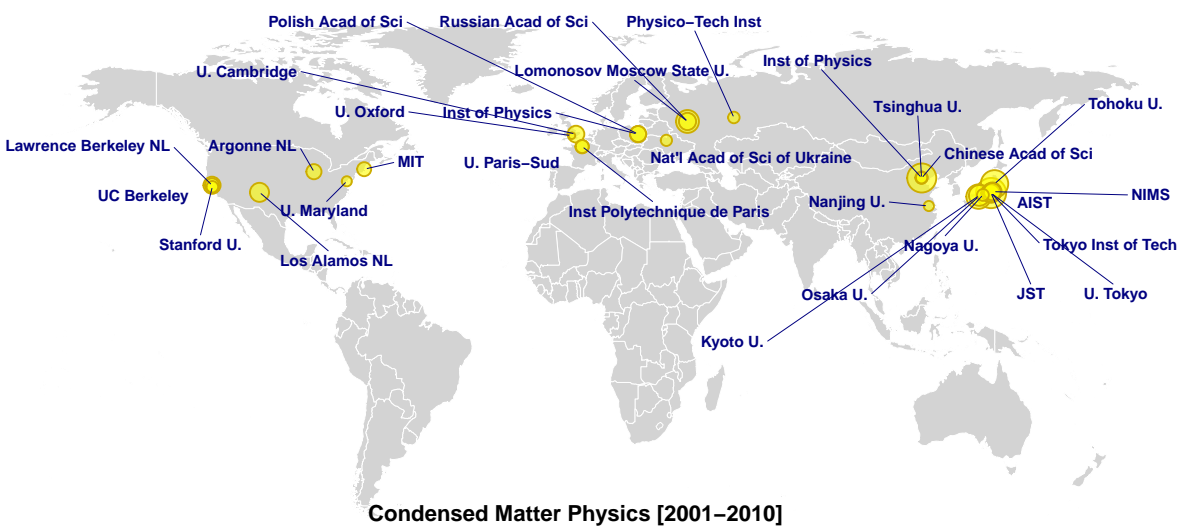 Polish Acad of Sci
Russian Acad of Sci
Physico−Tech Inst
Inst of Physics
U. Cambridge
Lomonosov Moscow State U.
Tsinghua U.
Tohoku U.
U. Oxford
Inst of Physics
Lawrence Berkeley NL
Argonne NL
MIT
U. Paris−Sud
Nat'l Acad of Sci of Ukraine
Chinese Acad of Sci
UC Berkeley
U. Maryland
Inst Polytechnique de Paris
Nanjing U.
AIST
NIMS
Stanford U.
Los Alamos NL
Nagoya U.
Tokyo Inst of Tech
Osaka U.
JST
U. Tokyo
Kyoto U.
Condensed Matter Physics [2001−2010]